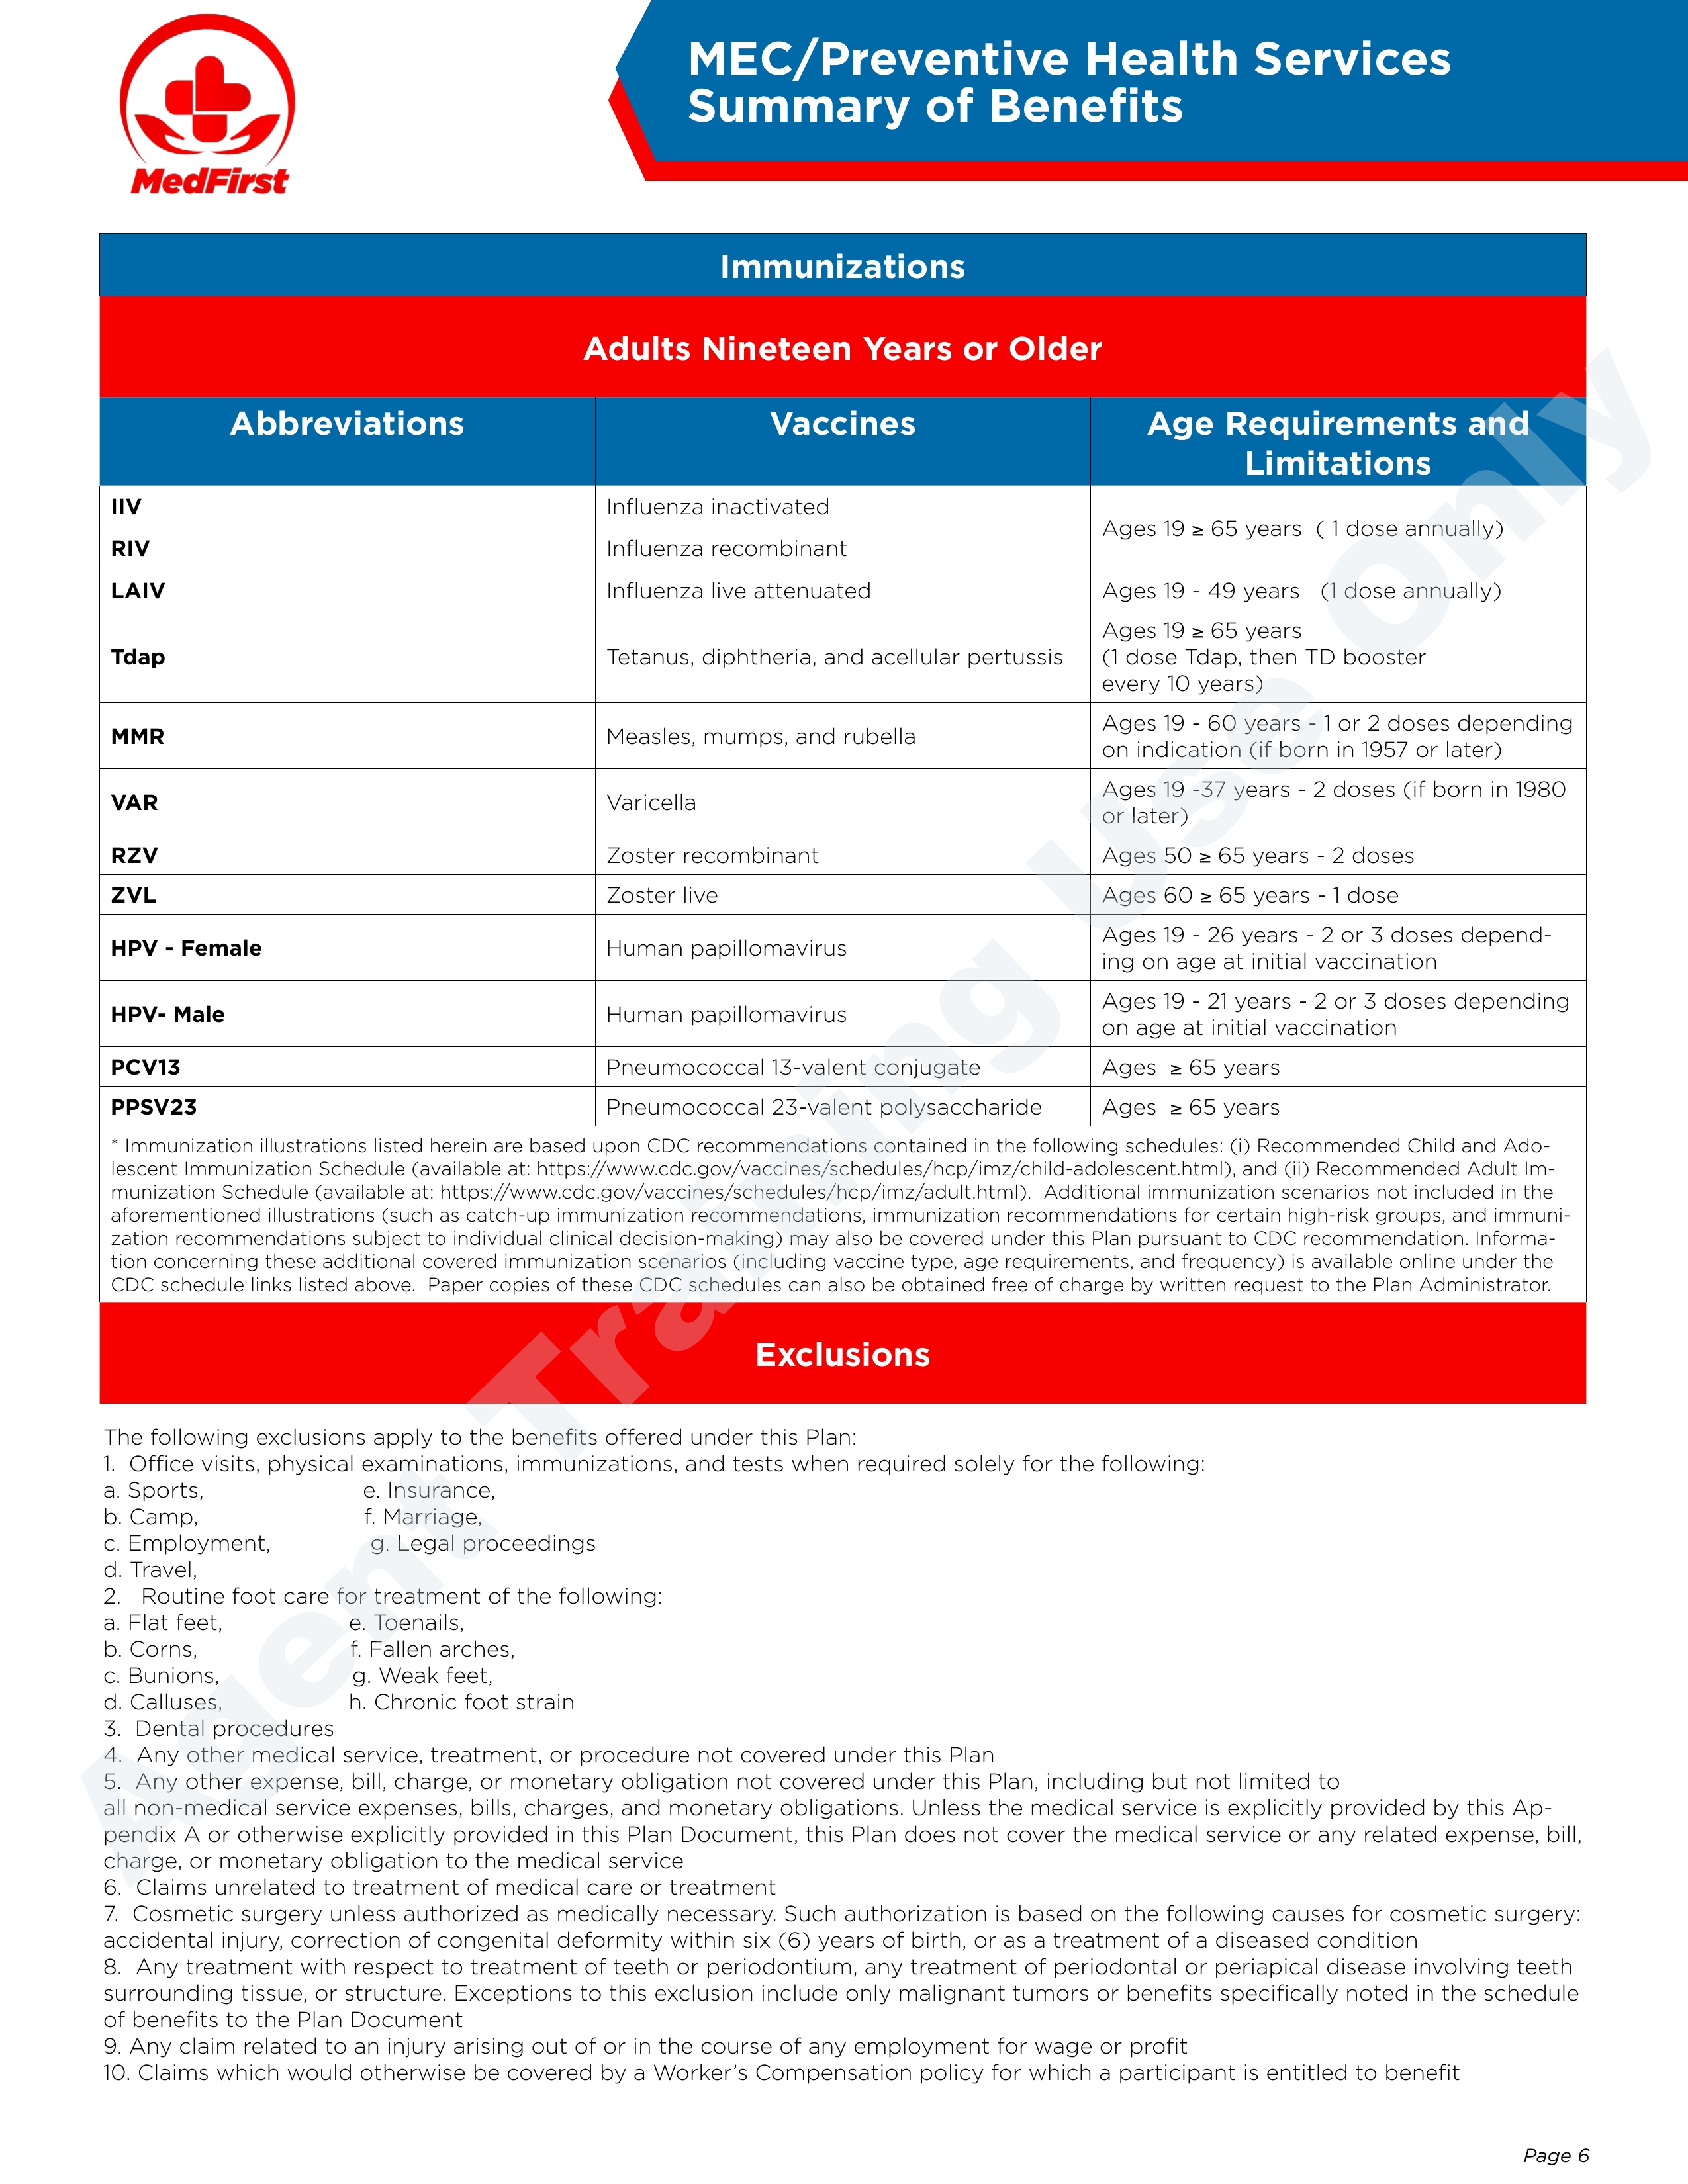 MedFirst
MEC/Preventive Health Services
Summary of Benefits
Immunizations
Adults Nineteen Years or Older
Abbreviations
Vaccines
Age Requirements and
Limitations
IIV
Influenza inactivated
Ages 19 ≥ 65 years  ( 1 dose annually)
RIV
Influenza recombinant
LAIV
Influenza live attenuated
Ages 19 - 49 years   (1 dose annually)
Tdap
Tetanus, diphtheria, and acellular pertussis
Ages 19 ≥ 65 years
(1 dose Tdap, then TD booster
every 10 years)
MMR
Measles, mumps, and rubella
Ages 19 - 60 years - 1 or 2 doses depending
on indication (if born in 1957 or later)
VAR
Varicella
Ages 19 -37 years - 2 doses (if born in 1980
or later)
RZV
Zoster recombinant
Ages 50 ≥ 65 years - 2 doses
ZVL
Zoster live
Ages 60 ≥ 65 years - 1 dose
HPV - Female
Human papillomavirus
Ages 19 - 26 years - 2 or 3 doses depend-
ing on age at initial vaccination
HPV- Male
Human papillomavirus
Ages 19 - 21 years - 2 or 3 doses depending
on age at initial vaccination
PCV13
Pneumococcal 13-valent conjugate
Ages  ≥ 65 years
PPSV23
Pneumococcal 23-valent polysaccharide
Ages  ≥ 65 years
* Immunization illustrations listed herein are based upon CDC recommendations contained in the following schedules: (i) Recommended Child and Ado-
lescent Immunization Schedule (available at: https://www.cdc.gov/vaccines/schedules/hcp/imz/child-adolescent.html), and (ii) Recommended Adult Im-
munization Schedule (available at: https://www.cdc.gov/vaccines/schedules/hcp/imz/adult.html).  Additional immunization scenarios not included in the
aforementioned illustrations (such as catch-up immunization recommendations, immunization recommendations for certain high-risk groups, and immuni-
zation recommendations subject to individual clinical decision-making) may also be covered under this Plan pursuant to CDC recommendation. Informa-
tion concerning these additional covered immunization scenarios (including vaccine type, age requirements, and frequency) is available online under the
CDC schedule links listed above.  Paper copies of these CDC schedules can also be obtained free of charge by written request to the Plan Administrator.
Exclusions
The following exclusions apply to the benefits offered under this Plan:
1.  Office visits, physical examinations, immunizations, and tests when required solely for the following:
a. Sports, e. Insurance,
b. Camp, f. Marriage,
c. Employment, g. Legal proceedings
d. Travel,
2.   Routine foot care for treatment of the following:
a. Flat feet, e. Toenails,
b. Corns, f. Fallen arches,
c. Bunions, g. Weak feet,
d. Calluses, h. Chronic foot strain
3.  Dental procedures
4.  Any other medical service, treatment, or procedure not covered under this Plan
5.  Any other expense, bill, charge, or monetary obligation not covered under this Plan, including but not limited to
all non-medical service expenses, bills, charges, and monetary obligations. Unless the medical service is explicitly provided by this Ap-
pendix A or otherwise explicitly provided in this Plan Document, this Plan does not cover the medical service or any related expense, bill,
charge, or monetary obligation to the medical service
6.  Claims unrelated to treatment of medical care or treatment
7.  Cosmetic surgery unless authorized as medically necessary. Such authorization is based on the following causes for cosmetic surgery:
accidental injury, correction of congenital deformity within six (6) years of birth, or as a treatment of a diseased condition
8.  Any treatment with respect to treatment of teeth or periodontium, any treatment of periodontal or periapical disease involving teeth
surrounding tissue, or structure. Exceptions to this exclusion include only malignant tumors or benefits specifically noted in the schedule
of benefits to the Plan Document
9. Any claim related to an injury arising out of or in the course of any employment for wage or profit
10. Claims which would otherwise be covered by a Worker’s Compensation policy for which a participant is entitled to benefit
Page 6
Agent Training Use Only